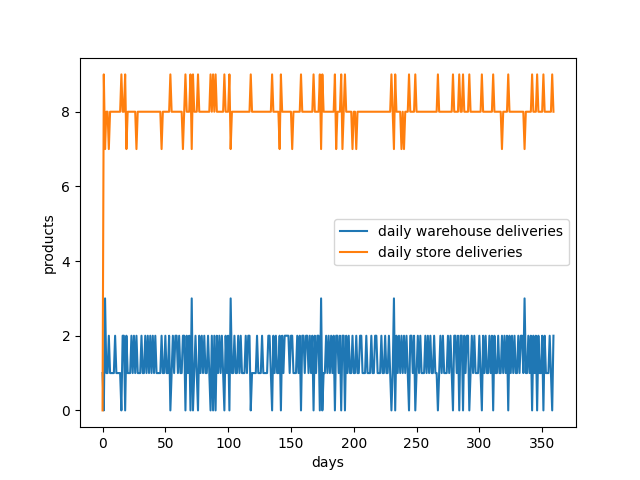 products
8
6
4
2
0
daily warehouse deliveries
daily store deliveries
0 50 100 150 200 250 300 350
days